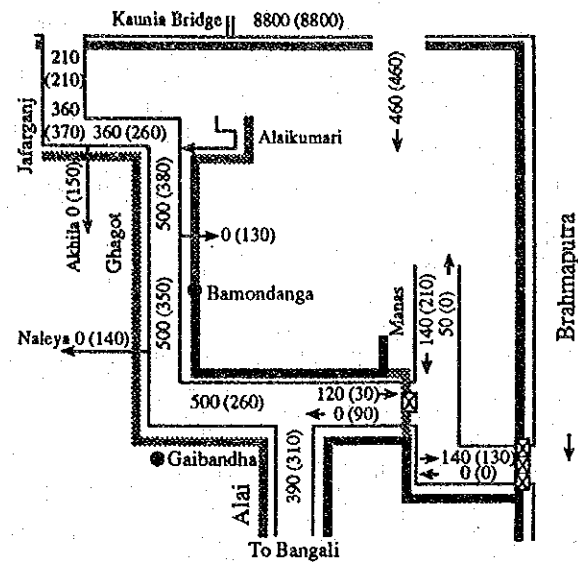 Kaunia Bridge
8800 (8800)
210
(210)
360
(370)
360 (260)
Jafarganj
460 (460)
Alaikumari
Akhila 0 (150)
Ghagot
500 (380)
0 (130)
Bamondanga
500 (350)
Naleya 0 (140)
Manas
140 (210)
50 (0)
Brahmaputra
120 (30)
0 (90)
500 (260)
140 (130)
0 (0)
Gaibandha
Alai
390 (310)
To Bangali